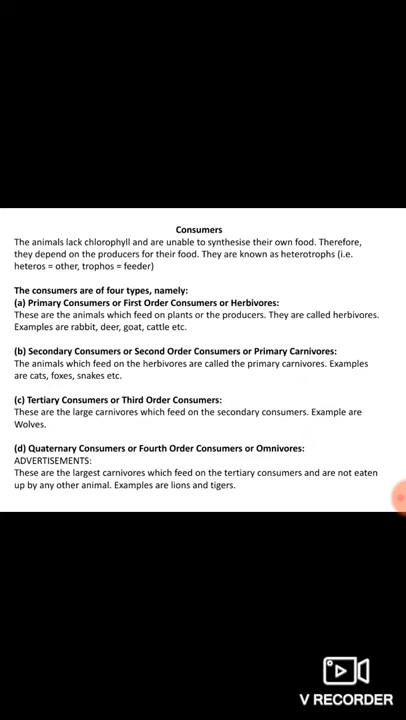 Consumers
The animals lack chlorophyll and are unable to synthesise their own food. Therefore,
they depend on the producers for their food. They are known as heterotrophs (i.e.
heteros = other, trophos = feeder)
The consumers are of four types, namely:
(a) Primary Consumers or First Order Consumers or Herbivores:
These are the animals which feed on plants or the producers. They are called herbivores.
Examples are rabbit, deer, goat, cattle etc.
(b) Secondary Consumers or Second Order Consumers or Primary Carnivores:
The animals which feed on the herbivores are called the primary carnivores. Examples
are cats, foxes, snakes etc.
(c) Tertiary Consumers or Third Order Consumers:
These are the large carnivores which feed on the secondary consumers. Example are
Wolves.
(d) Quaternary Consumers or Fourth Order Consumers or Omnivores:
ADVERTISEMENTS:
These are the largest carnivores which feed on the tertiary consumers and are not eaten
up by any other animal. Examples are lions and tigers.
V RECORDER